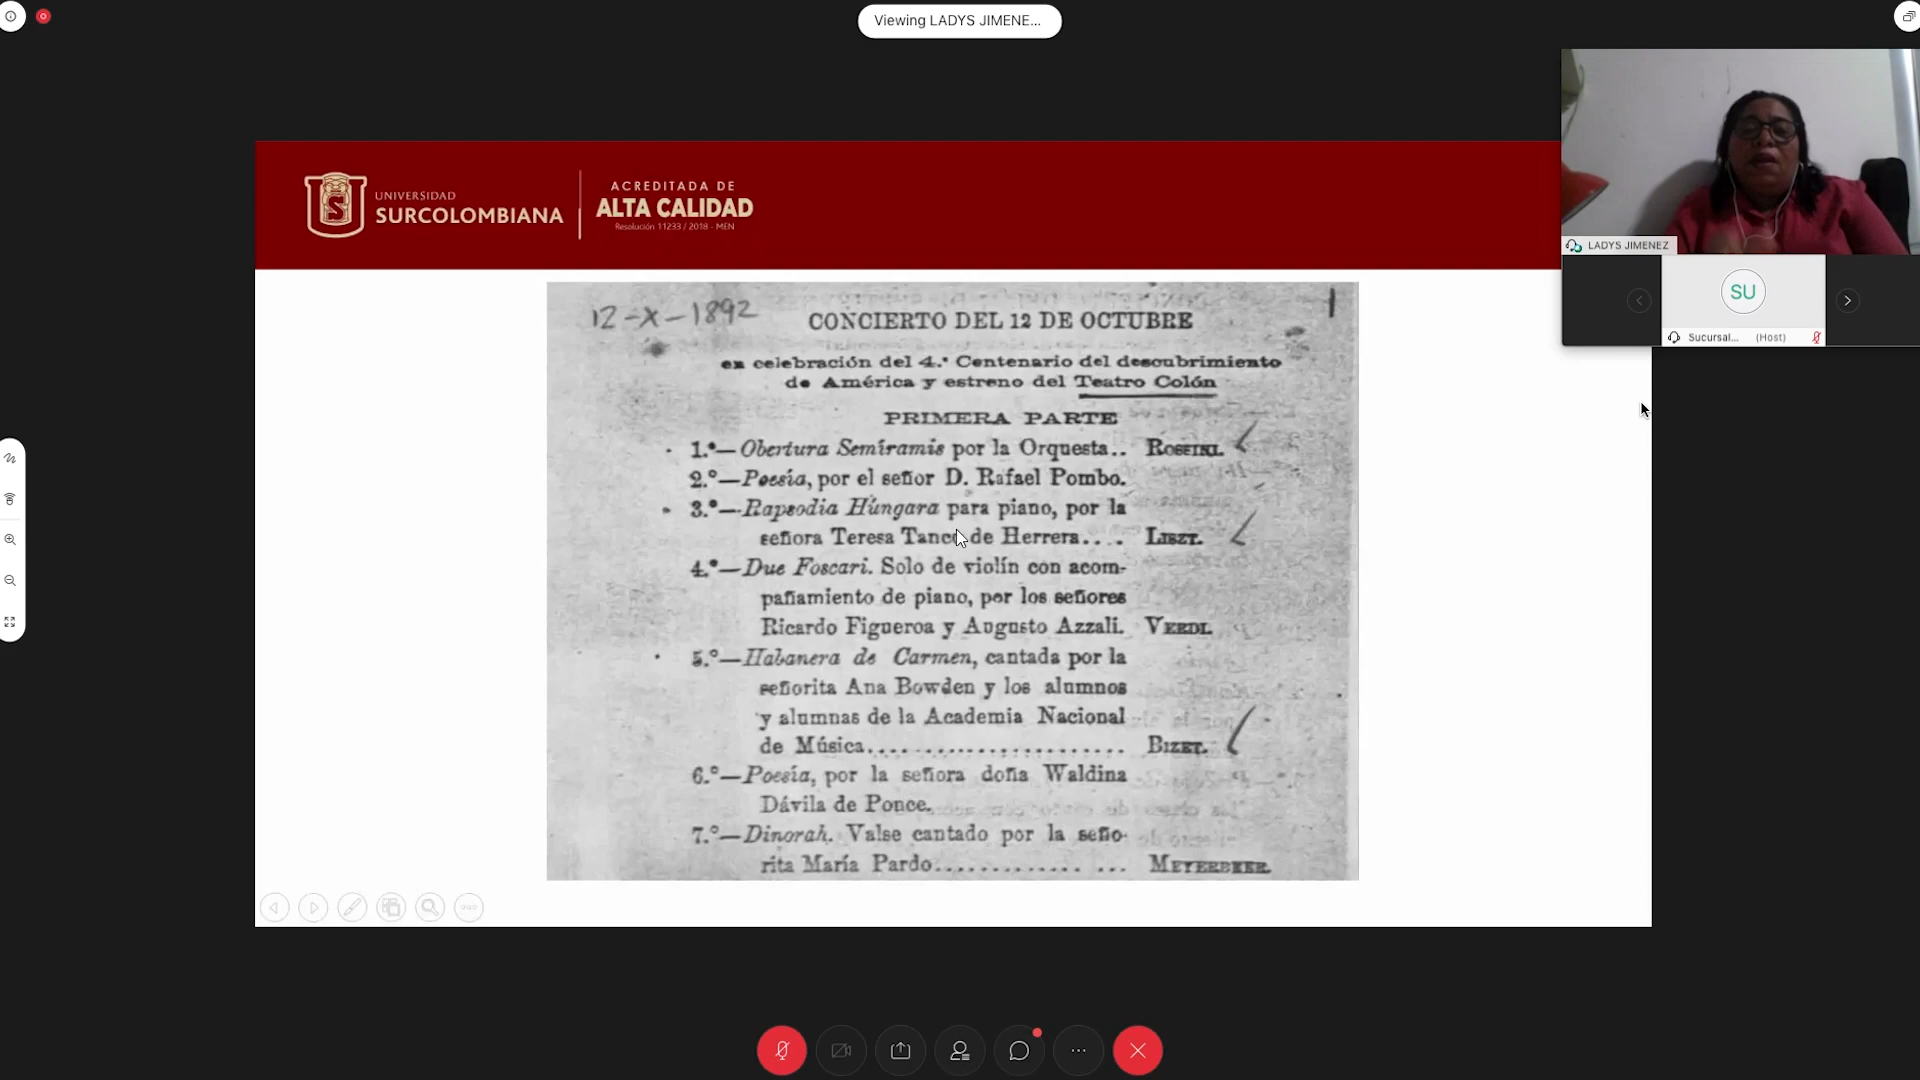 Viewing LADYS JIMENE...
LADYS JIMENEZ
SU
Sucursal... (Host)
UNIVERSIDAD
SURCOLOMBIANA
ACREDITADA DE
ALTA CALIDAD
Resolución 11233 / 2018 - MEN
12-X-1892
CONCIERTO DEL 12 DE OCTUBRE
en celebración del 4.º Centenario del descubrimiento
de América y estreno del Teatro Colón
PRIMERA PARTE
1.º—Obertura Semíramis por la Orquesta.. ROSSINI.
2.º—Poesía, por el señor D. Rafael Pombo.
3.º—Rapsodia Húngara para piano, por la
señora Teresa Tanco de Herrera.... LISZT.
4.º—Due Foscari. Solo de violín con acom-
pañamiento de piano, por los señores
Ricardo Figueroa y Augusto Azzali. VERDI.
5.º—Habanera de Carmen, cantada por la
señorita Ana Bowden y los alumnos
y alumnas de la Academia Nacional
de Música........................ BIZET.
6.º—Poesía, por la señora doña Waldina
Dávila de Ponce.
7.º—Dinorah. Valse cantado por la seño-
rita María Pardo............. ... MEYERBEER.